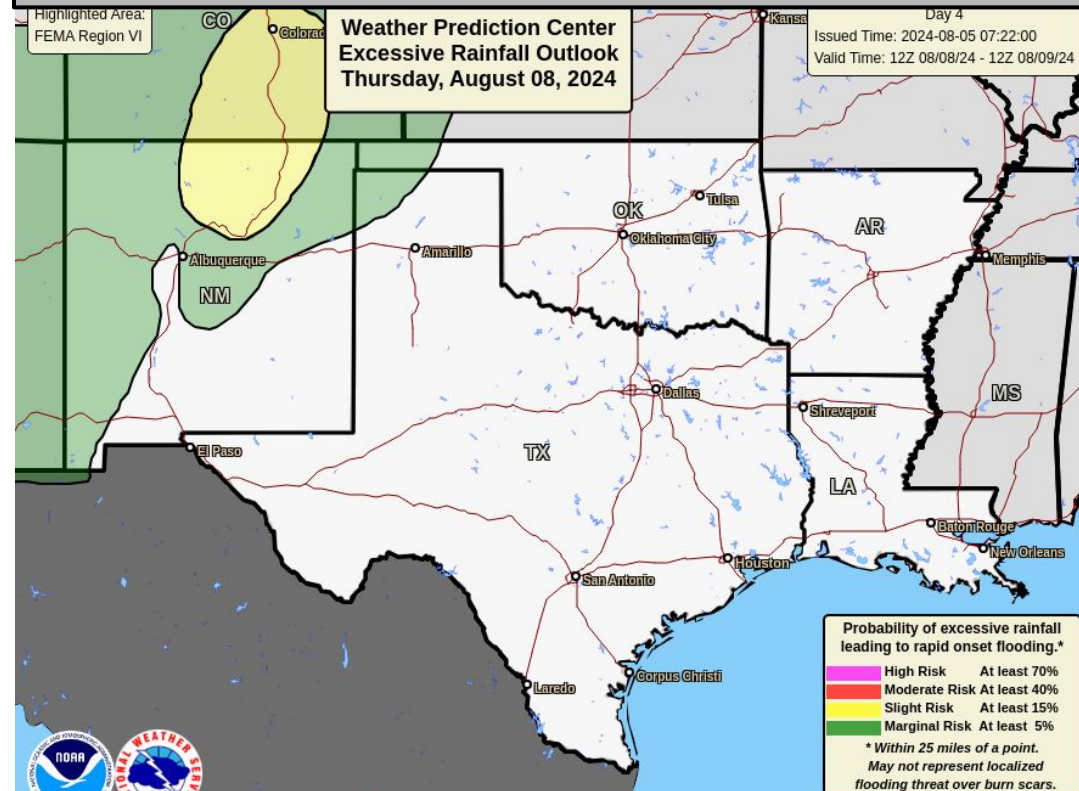 Highlighted Area:
FEMA Region VI
Weather Prediction Center
Excessive Rainfall Outlook
Thursday, August 08, 2024
Day 4
Issued Time: 2024-08-05 07:22:00
Valid Time: 12Z 08/08/24 - 12Z 08/09/24
CO
Colorad
Kansa
Tulsa
OK
Oklahoma City
AR
Amarillo
Albuquerque
Memphis
NM
Dallas
MS
Shreveport
El Paso
TX
LA
Baton Rouge
New Orleans
Houston
San Antonio
Corpus Christi
Laredo
Probability of excessive rainfall
leading to rapid onset flooding.*
High Risk At least 70%
Moderate Risk At least 40%
Slight Risk At least 15%
Marginal Risk At least 5%
* Within 25 miles of a point.
May not represent localized
flooding threat over burn scars.
NOAA
NAL WEATHER SERV